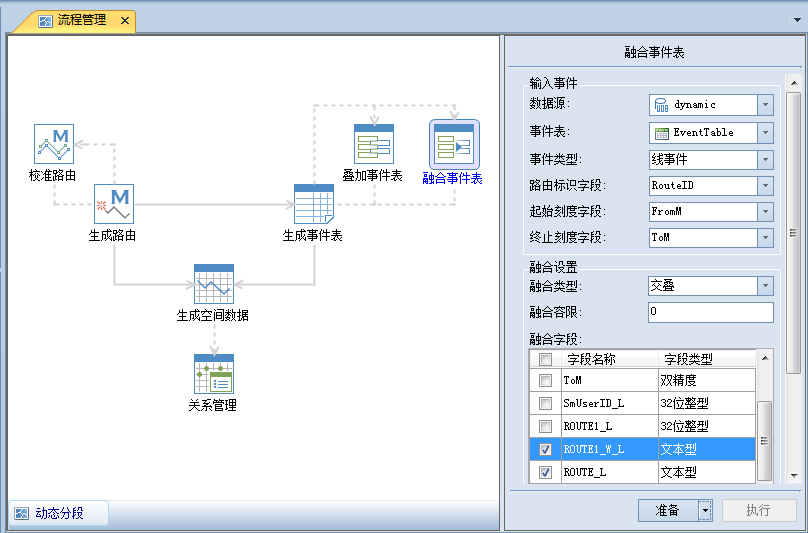 流程管理
融合事件表
输入事件
数据源: dynamic
事件表: EventTable
事件类型: 线事件
路由标识字段: RouteID
起始刻度字段: FromM
终止刻度字段: ToM
融合设置
融合类型: 交叠
融合容限: 0
融合字段:
字段名称 字段类型
ToM 双精度
SmUserID_L 32位整型
ROUTE1_L 32位整型
ROUTE1_W_L 文本型
ROUTE_L 文本型
准备 执行
M
校准路由
M
生成路由
叠加事件表
融合事件表
生成事件表
生成空间数据
关系管理
动态分段